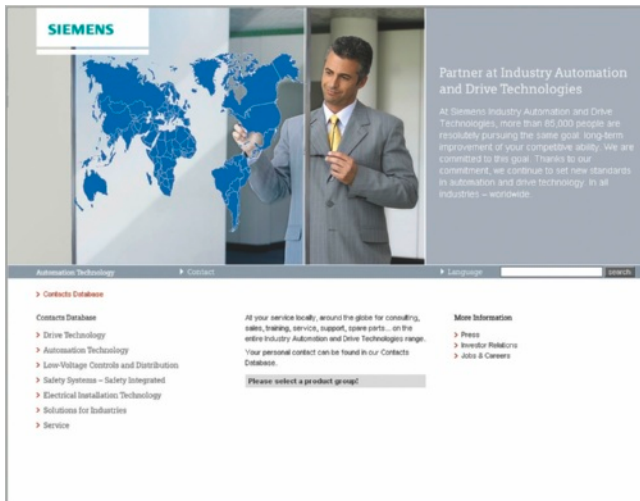 SIEMENS
Partner at Industry Automation
and Drive Technologies
At Siemens Industry Automation and Drive
Technologies, more than 85,000 people are
resolutely pursuing the same goal: long-term
improvement of your competitive ability. We are
committed to this goal. Thanks to our
commitment, we continue to set new standards
in automation and drive technology. In all
industries – worldwide.
Automation Technology
Contact
Language
search
Contacts Database
Contacts Database
Drive Technology
Automation Technology
Low-Voltage Controls and Distribution
Safety Systems – Safety Integrated
Electrical Installation Technology
Solutions for Industries
Service
At your service locally, around the globe for consulting,
sales, training, service, support, spare parts... on the
entire Industry Automation and Drive Technologies range.
Your personal contact can be found in our Contacts
Database.
Please select a product group!
More Information
Press
Investor Relations
Jobs & Careers